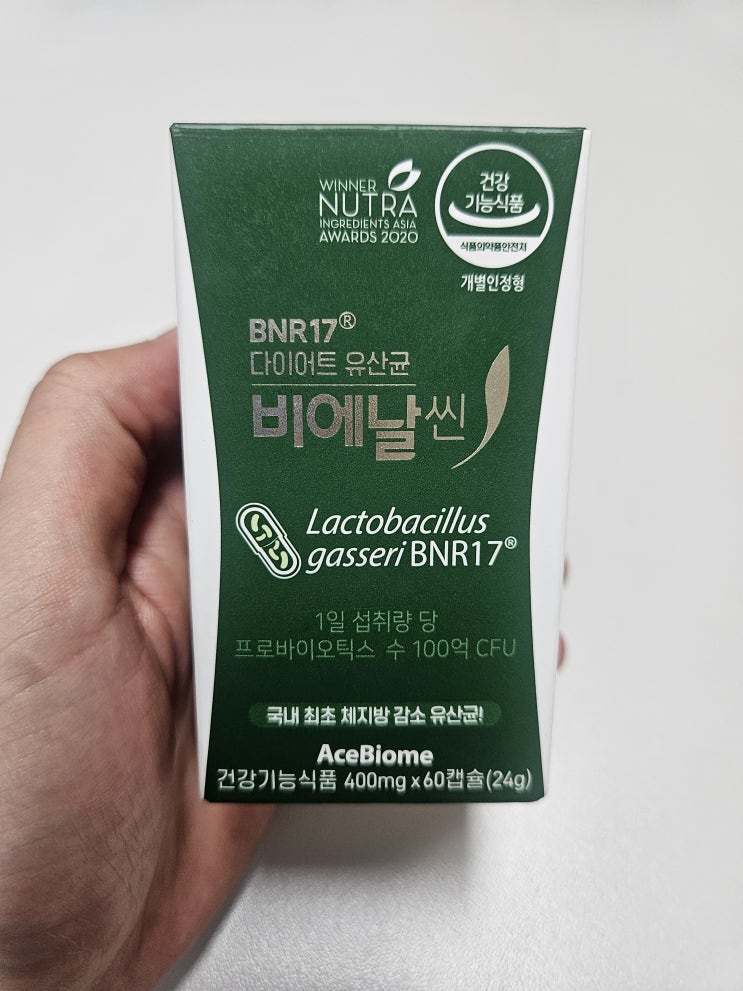 WINNER
NUTRA
INGREDIENTS ASIA
AWARDS 2020
건강
기능식품
식품의약품안전처
개별인정형
BNR17®
다이어트 유산균
비에날씬
Lactobacillus
gasseri BNR17®
1일 섭취량 당
프로바이오틱스 수 100억 CFU
국내 최초 체지방 감소 유산균!
AceBiome
건강기능식품 400mg x 60캡슐(24g)